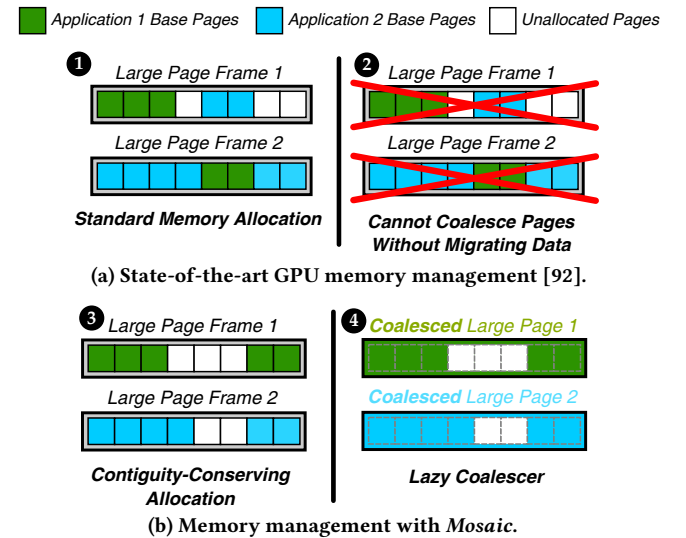 Application 1 Base Pages Application 2 Base Pages Unallocated Pages
1 2
Large Page Frame 1 Large Page Frame 1
Large Page Frame 2 Large Page Frame 2
Standard Memory Allocation Cannot Coalesce Pages
Without Migrating Data
(a) State-of-the-art GPU memory management [92].
3 4
Large Page Frame 1 Coalesced Large Page 1
Large Page Frame 2 Coalesced Large Page 2
Contiguity-Conserving
Allocation Lazy Coalescer
(b) Memory management with Mosaic.